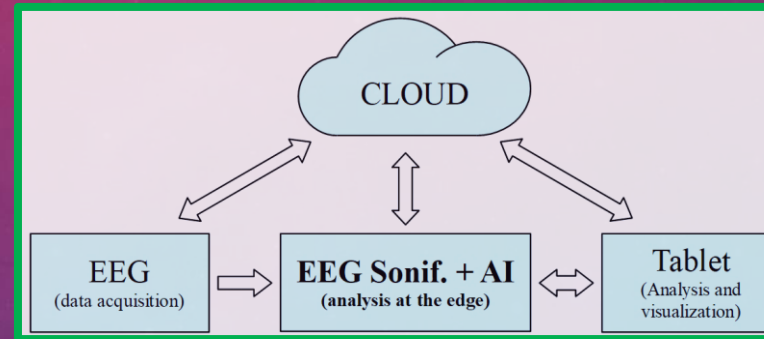 CLOUD
EEG
(data acquisition)
EEG Sonif. + AI
(analysis at the edge)
Tablet
(Analysis and
visualization)